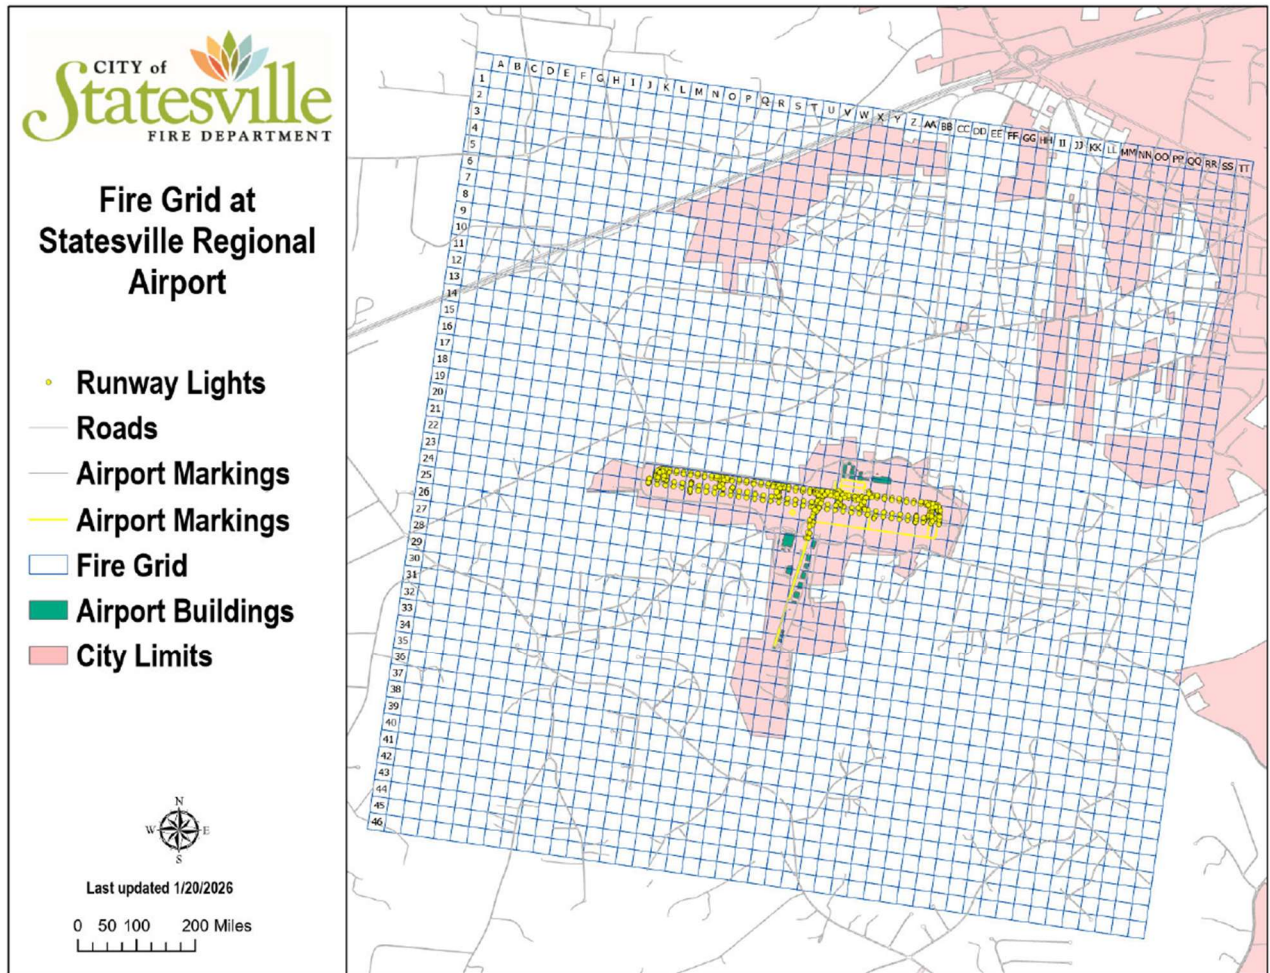 CITY of
Statesville
FIRE DEPARTMENT
Fire Grid at
Statesville Regional
Airport
Runway Lights
Roads
Airport Markings
Airport Markings
Fire Grid
Airport Buildings
City Limits
N
W E
S
Last updated 1/20/2026
0 50 100 200 Miles
A B C D E F G H I J K L M N O P Q R S T U V W X Y Z AA BB CC DD EE FF GG HH II JJ KK LL MM NN OO PP QQ RR SS TT
1
2
3
4
5
6
7
8
9
10
11
12
13
14
15
16
17
18
19
20
21
22
23
24
25
26
27
28
29
30
31
32
33
34
35
36
37
38
39
40
41
42
43
44
45
46